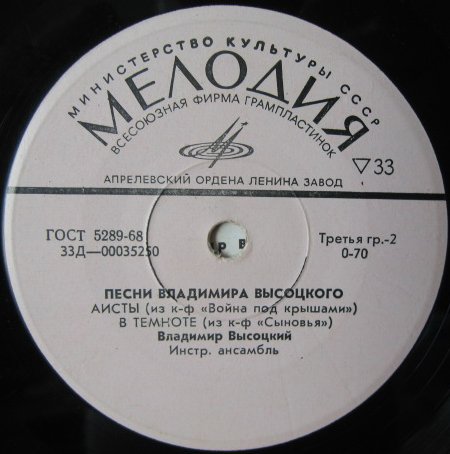 МИНИСТЕРСТВО КУЛЬТУРЫ СССР
МЕЛОДИЯ
ВСЕСОЮЗНАЯ ФИРМА ГРАМПЛАСТИНОК
▽33
АПРЕЛЕВСКИЙ ОРДЕНА ЛЕНИНА ЗАВОД
ГОСТ 5289-68
Третья гр.-2
33Д—00035250
0-70
ПЕСНИ ВЛАДИМИРА ВЫСОЦКОГО
АИСТЫ (из к-ф «Война под крышами»)
В ТЕМНОТЕ (из к-ф «Сыновья»)
Владимир Высоцкий
Инстр. ансамбль